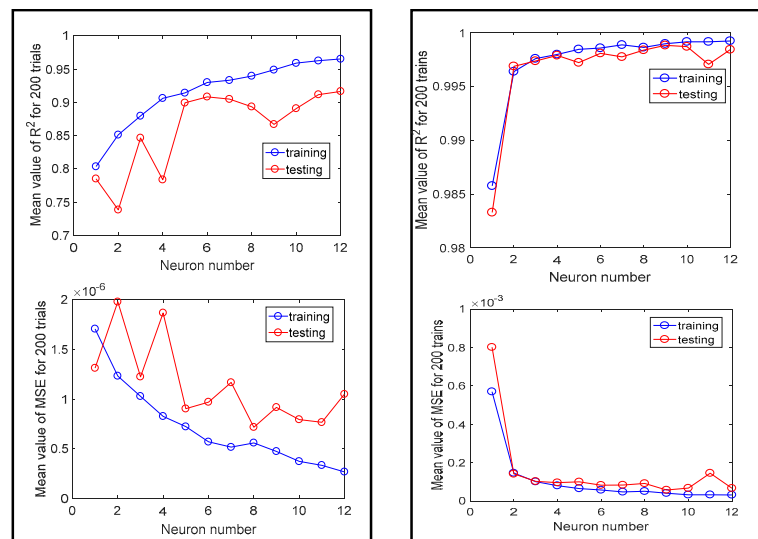 Mean value of R² for 200 trials
1
0.95
0.9
0.85
0.8
0.75
0.7
training
testing
0 2 4 6 8 10 12
Neuron number
Mean value of R² for 200 trains
1
0.995
0.99
0.985
0.98
training
testing
0 2 4 6 8 10 12
Neuron number
×10⁻⁶
Mean value of MSE for 200 trials
2
1.5
1
0.5
0
training
testing
0 2 4 6 8 10 12
Neuron number
×10⁻³
Mean value of MSE for 200 trains
1
0.8
0.6
0.4
0.2
0
training
testing
0 2 4 6 8 10 12
Neuron number